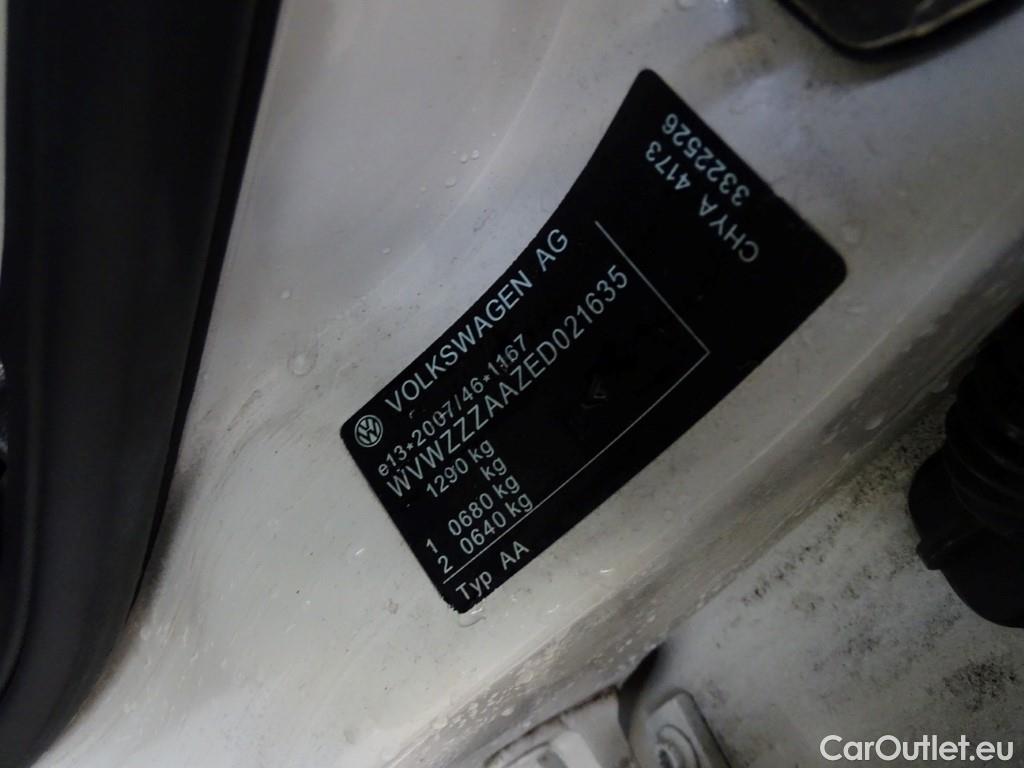 VOLKSWAGEN AG
e13*2007/46*1167
WVWZZZAAZED021635
1290 kg
kg
1 0680 kg
2 0640 kg
Typ AA
CHYA 4173
3322526
CarOutlet.eu